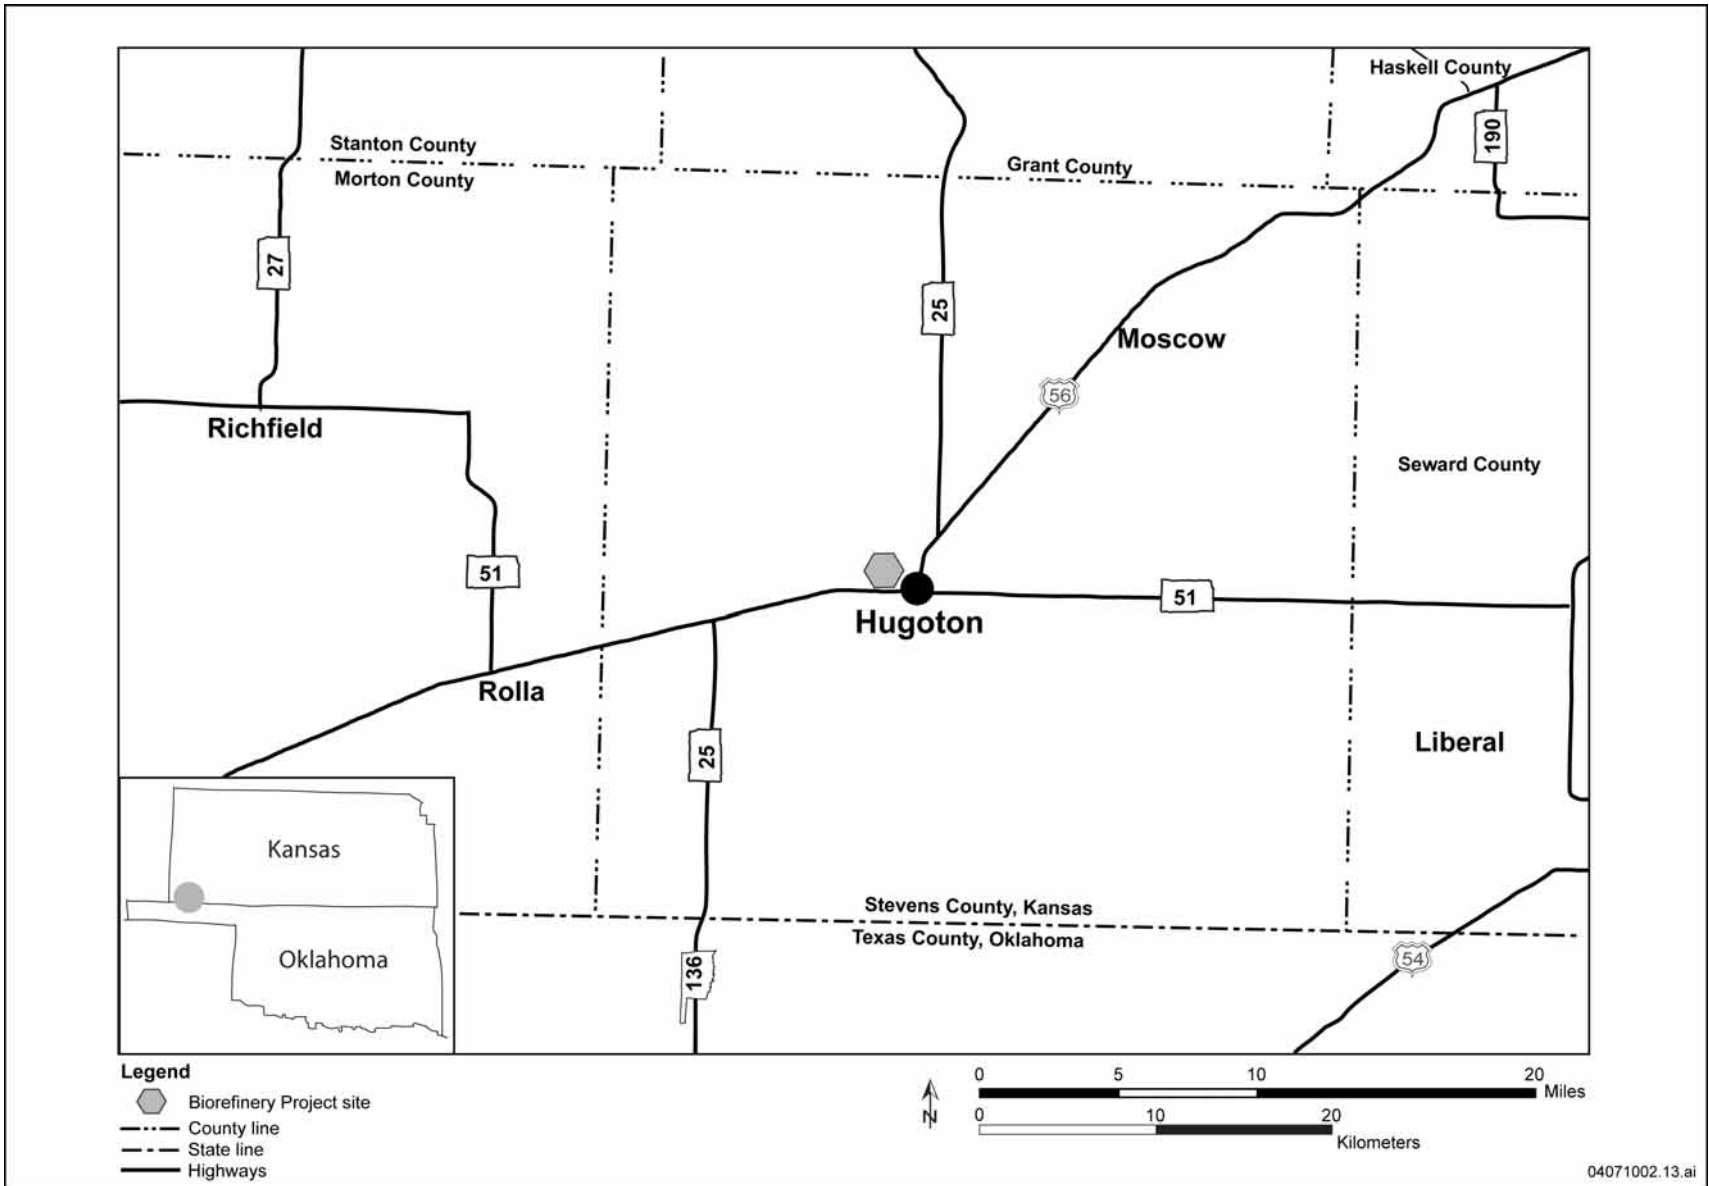 Haskell County
190
Stanton County
Morton County
Grant County
27
25
Moscow
56
Richfield
Seward County
51
51
Hugoton
Rolla
25
Liberal
Kansas
Oklahoma
Stevens County, Kansas
Texas County, Oklahoma
136
54
Legend
Biorefinery Project site
County line
State line
Highways
N
0 5 10 20
Miles
0 10 20
Kilometers
04071002.13.ai